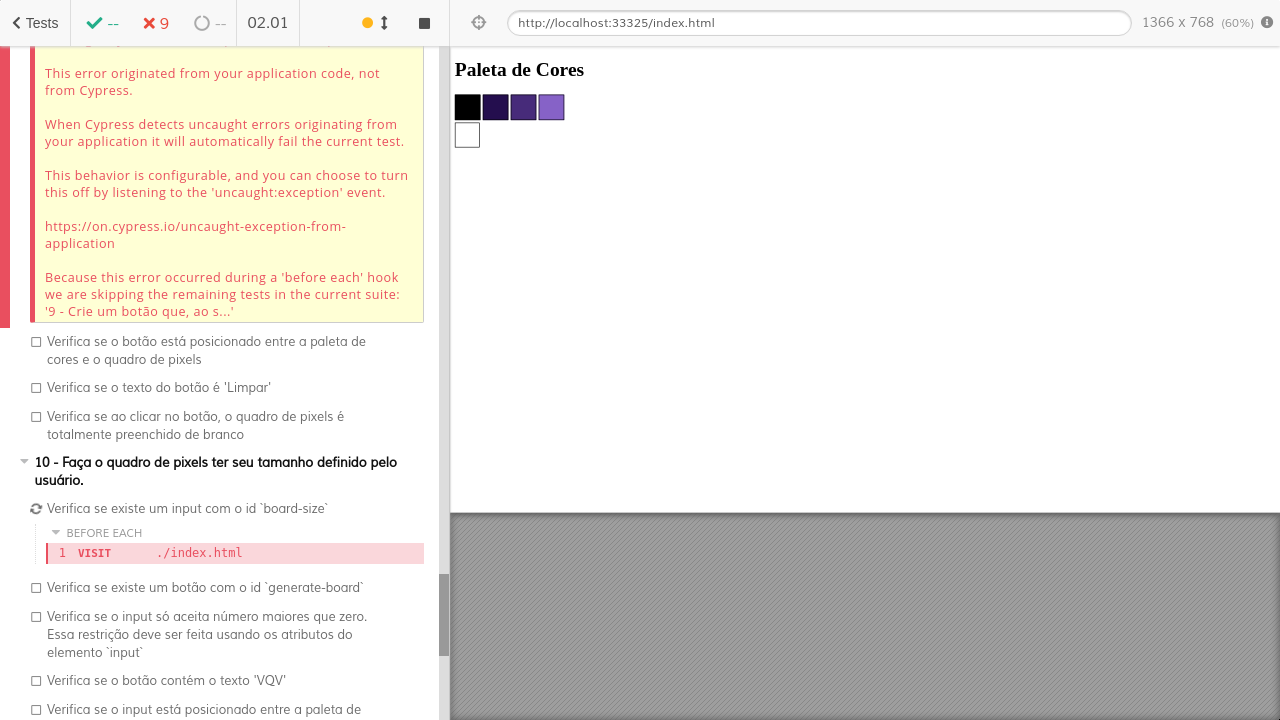 Tests
--
9
--
02.01
http://localhost:33325/index.html
1366 x 768 (60%)
This error originated from your application code, not
from Cypress.
When Cypress detects uncaught errors originating from
your application it will automatically fail the current test.
This behavior is configurable, and you can choose to turn
this off by listening to the 'uncaught:exception' event.
https://on.cypress.io/uncaught-exception-from-
application
Because this error occurred during a 'before each' hook
we are skipping the remaining tests in the current suite:
'9 - Crie um botão que, ao s...'
Verifica se o botão está posicionado entre a paleta de
cores e o quadro de pixels
Verifica se o texto do botão é 'Limpar'
Verifica se ao clicar no botão, o quadro de pixels é
totalmente preenchido de branco
10 - Faça o quadro de pixels ter seu tamanho definido pelo
usuário.
Verifica se existe um input com o id `board-size`
BEFORE EACH
1 VISIT ./index.html
Verifica se existe um botão com o id `generate-board`
Verifica se o input só aceita número maiores que zero.
Essa restrição deve ser feita usando os atributos do
elemento `input`
Verifica se o botão contém o texto 'VQV'
Verifica se o input está posicionado entre a paleta de
Paleta de Cores